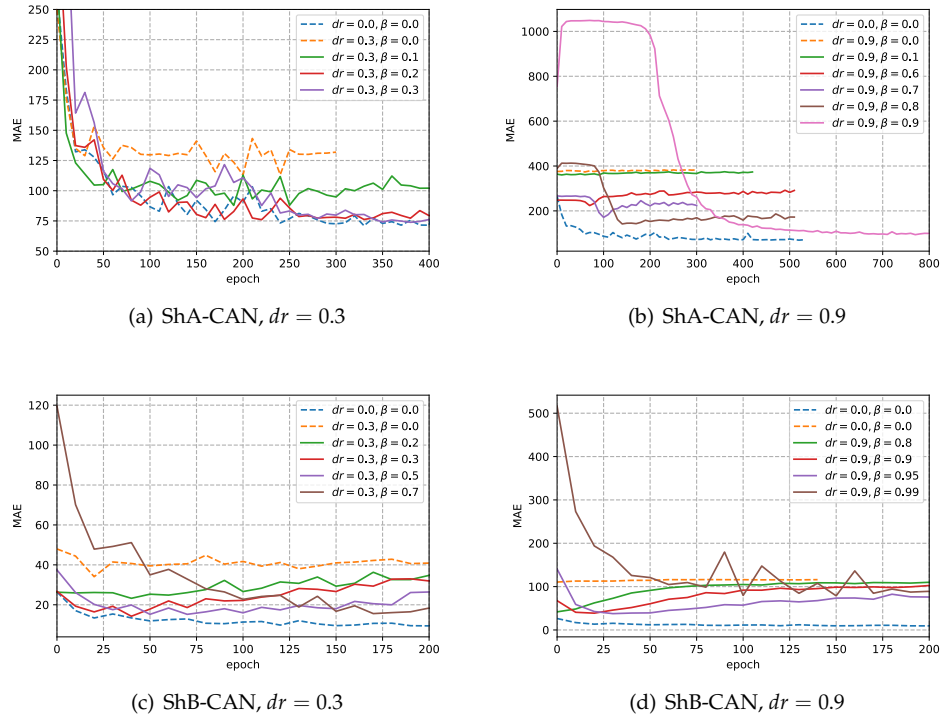 250
225
200
175
150
125
100
75
50
MAE
0 50 100 150 200 250 300 350 400
epoch
dr = 0.0, β = 0.0
dr = 0.3, β = 0.0
dr = 0.3, β = 0.1
dr = 0.3, β = 0.2
dr = 0.3, β = 0.3
(a) ShA-CAN, dr = 0.3
1000
800
600
400
200
MAE
0 100 200 300 400 500 600 700 800
epoch
dr = 0.0, β = 0.0
dr = 0.9, β = 0.0
dr = 0.9, β = 0.1
dr = 0.9, β = 0.6
dr = 0.9, β = 0.7
dr = 0.9, β = 0.8
dr = 0.9, β = 0.9
(b) ShA-CAN, dr = 0.9
120
100
80
60
40
20
MAE
0 25 50 75 100 125 150 175 200
epoch
dr = 0.0, β = 0.0
dr = 0.3, β = 0.0
dr = 0.3, β = 0.2
dr = 0.3, β = 0.3
dr = 0.3, β = 0.5
dr = 0.3, β = 0.7
(c) ShB-CAN, dr = 0.3
500
400
300
200
100
0
MAE
0 25 50 75 100 125 150 175 200
epoch
dr = 0.0, β = 0.0
dr = 0.0, β = 0.0
dr = 0.9, β = 0.8
dr = 0.9, β = 0.9
dr = 0.9, β = 0.95
dr = 0.9, β = 0.99
(d) ShB-CAN, dr = 0.9